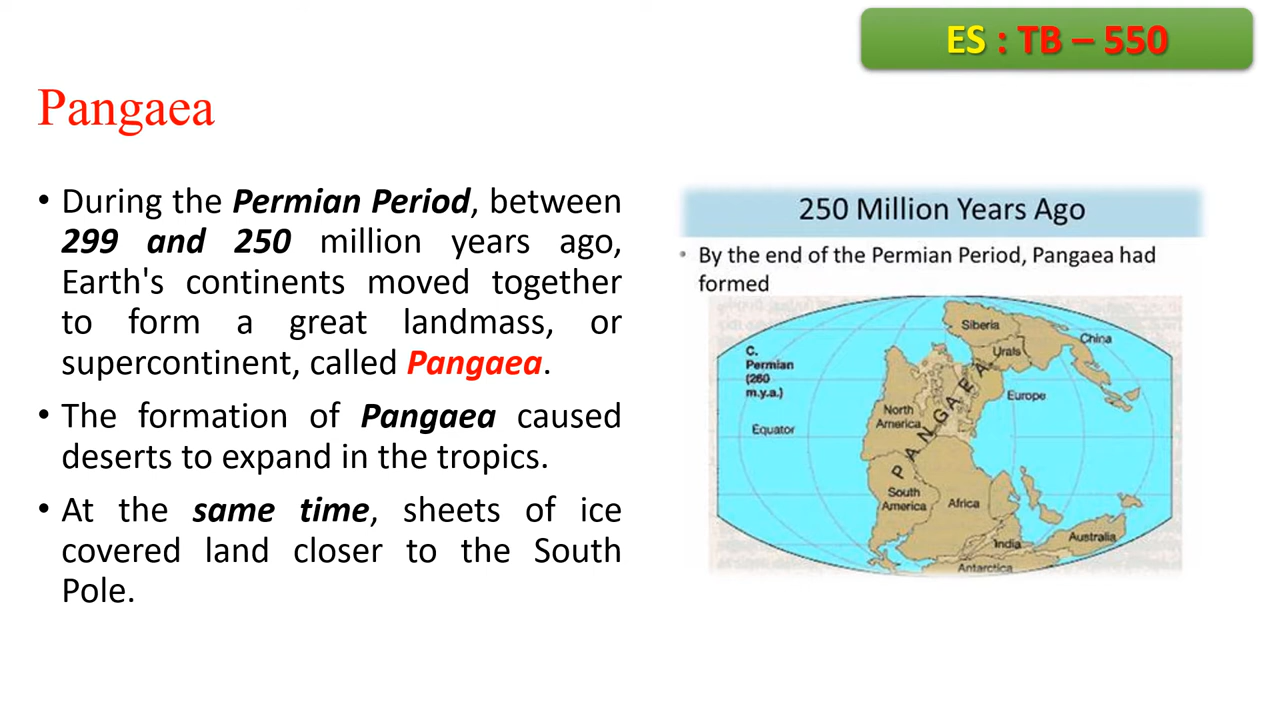 ES : TB – 550
Pangaea
• During the Permian Period, between
299 and 250 million years ago,
Earth's continents moved together
to form a great landmass, or
supercontinent, called Pangaea.
• The formation of Pangaea caused
deserts to expand in the tropics.
• At the same time, sheets of ice
covered land closer to the South
Pole.
250 Million Years Ago
• By the end of the Permian Period, Pangaea had
formed
C.
Permian
(260
m.y.a.)
Equator
Siberia
China
Urals
Europe
North
America
PANGAEA
South
America
Africa
India
Australia
Antarctica